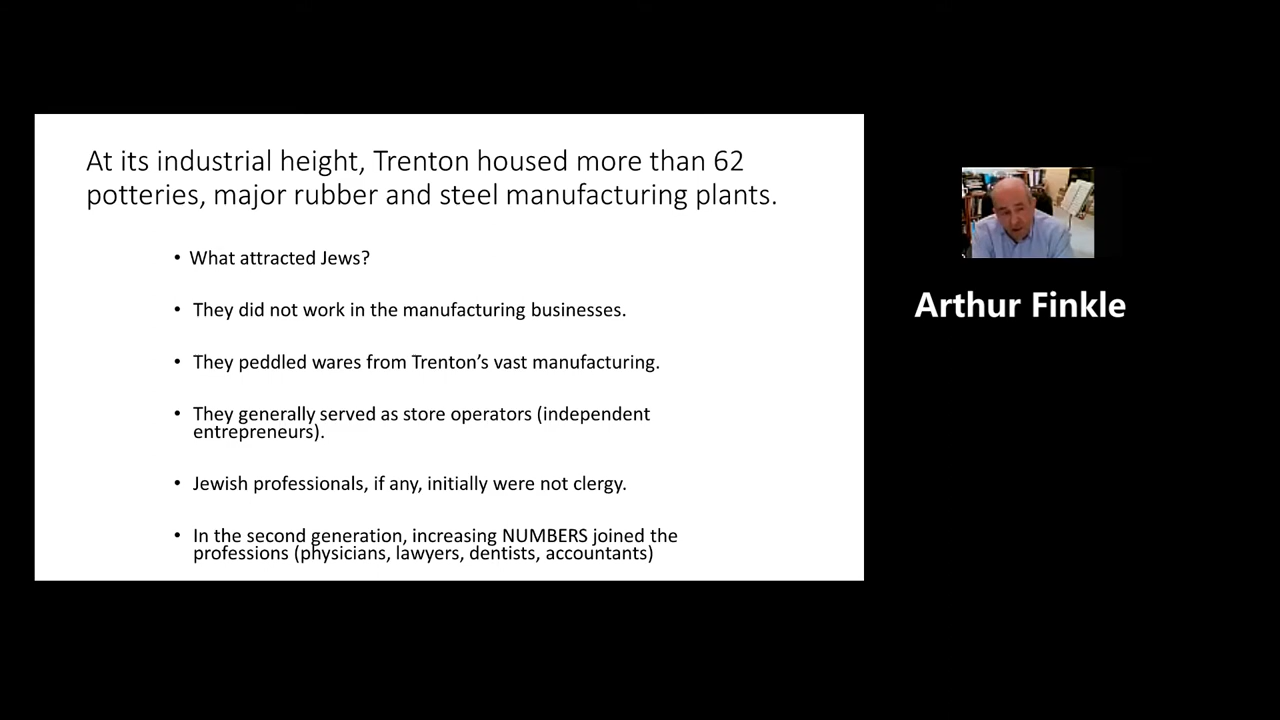 At its industrial height, Trenton housed more than 62
potteries, major rubber and steel manufacturing plants.
• What attracted Jews?
• They did not work in the manufacturing businesses.
• They peddled wares from Trenton’s vast manufacturing.
• They generally served as store operators (independent
entrepreneurs).
• Jewish professionals, if any, initially were not clergy.
• In the second generation, increasing NUMBERS joined the
professions (physicians, lawyers, dentists, accountants)
Arthur Finkle